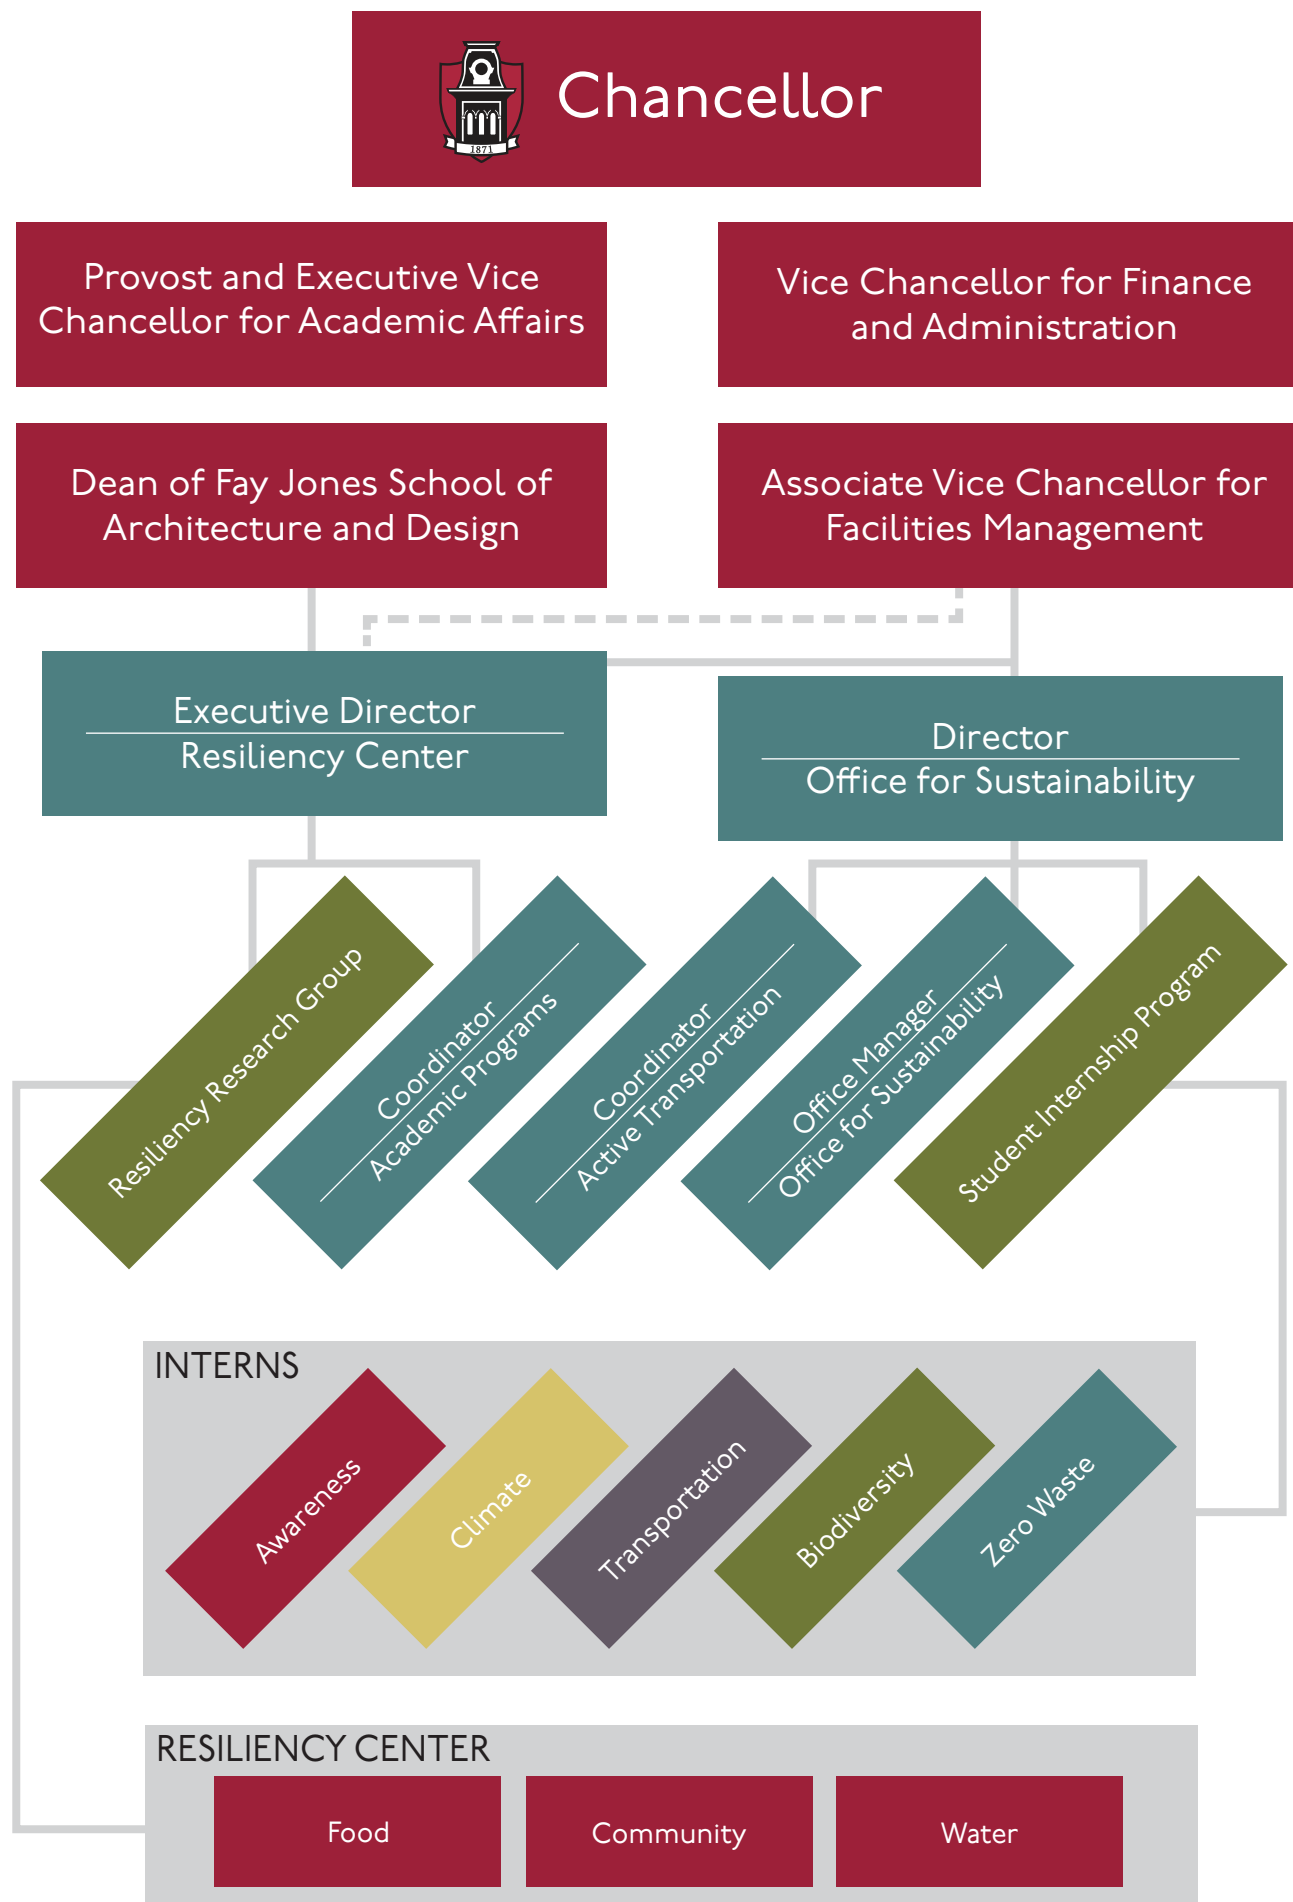 1871
Chancellor
Provost and Executive Vice
Chancellor for Academic Affairs
Vice Chancellor for Finance
and Administration
Dean of Fay Jones School of
Architecture and Design
Associate Vice Chancellor for
Facilities Management
Executive Director
Resiliency Center
Director
Office for Sustainability
Resiliency Research Group
Coordinator
Academic Programs
Coordinator
Active Transportation
Office Manager
Office for Sustainability
Student Internship Program
INTERNS
Awareness
Climate
Transportation
Biodiversity
Zero Waste
RESILIENCY CENTER
Food
Community
Water